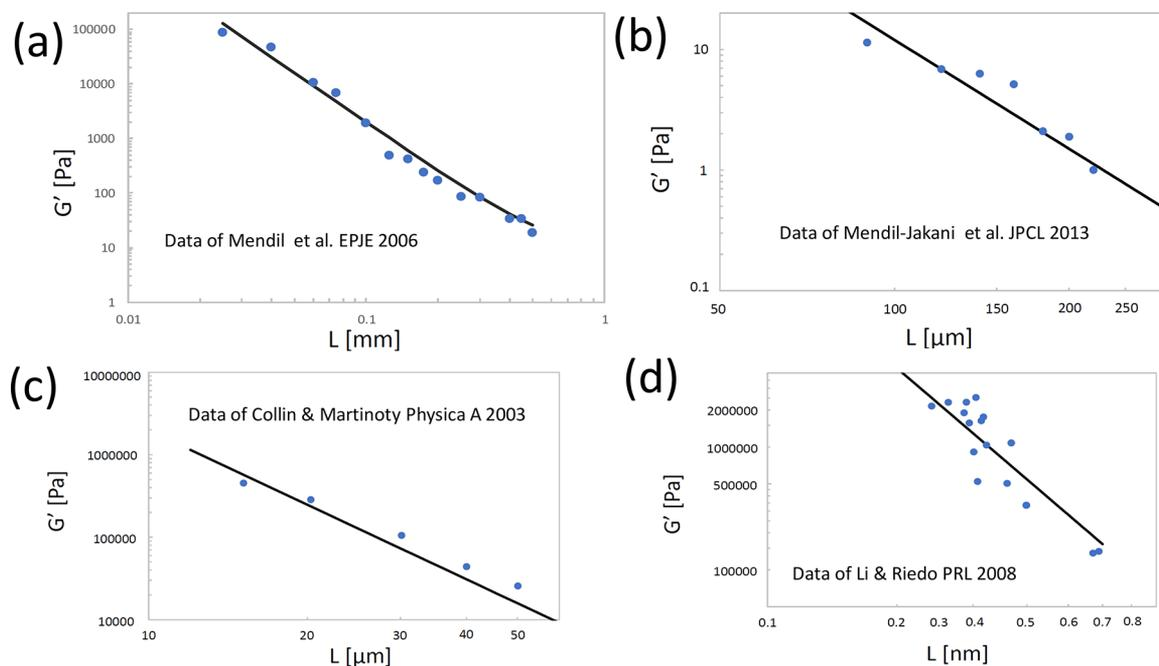 (a)
100000
10000
1000
100
10
1
0.01
0.1
1
G' [Pa]
L [mm]
Data of Mendil et al. EPJE 2006
(b)
10
1
0.1
50
100
150
200
250
G' [Pa]
L [µm]
Data of Mendil-Jakani et al. JPCL 2013
(c)
10000000
1000000
100000
10000
10
20
30
40
50
G' [Pa]
L [µm]
Data of Collin & Martinoty Physica A 2003
(d)
2000000
1000000
500000
100000
0.1
0.2
0.3
0.4
0.5
0.6
0.7
0.8
G' [Pa]
L [nm]
Data of Li & Riedo PRL 2008